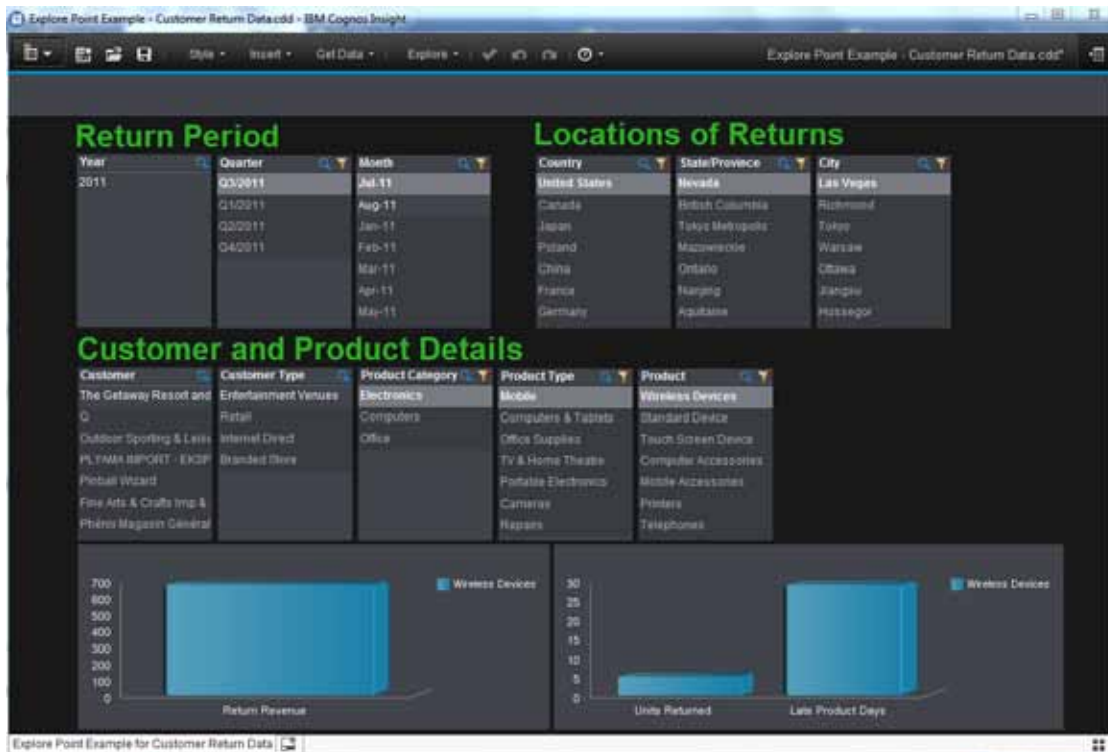 Explore Point Example - Customer Return Data.cdd - IBM Cognos Insight
Style Insert Get Data Explore Explore Point Example - Customer Return Data.cdd*
Return Period
Year Quarter Month
2011 Q3/2011 Jul-11
Q1/2011 Aug-11
Q2/2011 Jan-11
Q4/2011 Feb-11
Mar-11
Apr-11
May-11
Locations of Returns
Country State/Province City
United States Nevada Las Vegas
Canada British Columbia Richmond
Japan Tokyo Metropolis Tokyo
Poland Mazowieckie Warsaw
China Ontario Ottawa
France Nanjing Jiangsu
Germany Aquitaine Hossegor
Customer and Product Details
Customer Customer Type Product Category Product Type Product
The Getaway Resort and Entertainment Venues Electronics Mobile Wireless Devices
Q Retail Computers Computers & Tablets Standard Device
Outdoor Sporting & Leisu Internet Direct Office Office Supplies Touch Screen Device
PLYAMA IMPORT - EKSP Branded Store TV & Home Theatre Computer Accessories
Pinball Wizard Portable Electronics Mobile Accessories
Fine Arts & Crafts Imp & Cameras Printers
Phénix Magasin Général Repairs Telephones
700
600
500
400
300
200
100
0
Return Revenue
Wireless Devices
30
25
20
15
10
5
0
Units Returned Late Product Days
Wireless Devices
Explore Point Example for Customer Return Data